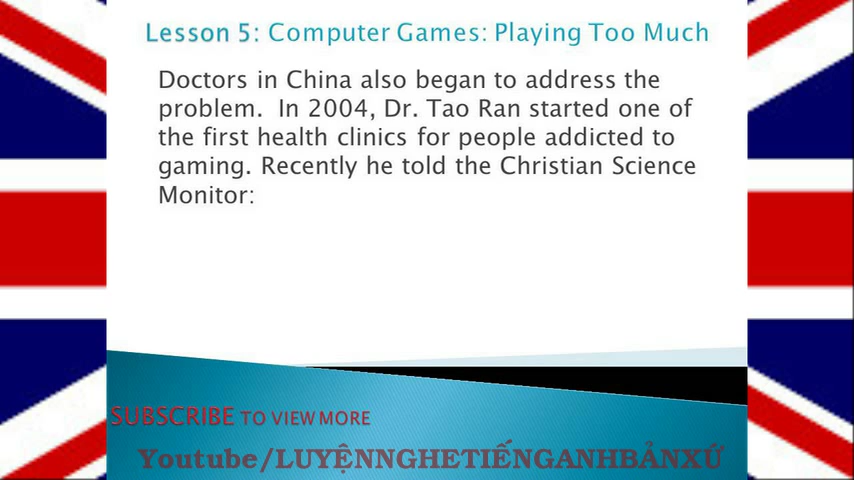 Lesson 5: Computer Games: Playing Too Much
Doctors in China also began to address the
problem.  In 2004, Dr. Tao Ran started one of
the first health clinics for people addicted to
gaming. Recently he told the Christian Science
Monitor:
SUBSCRIBE TO VIEW MORE
Youtube/LUYỆNNGHETIẾNGANHBẢNXỨ